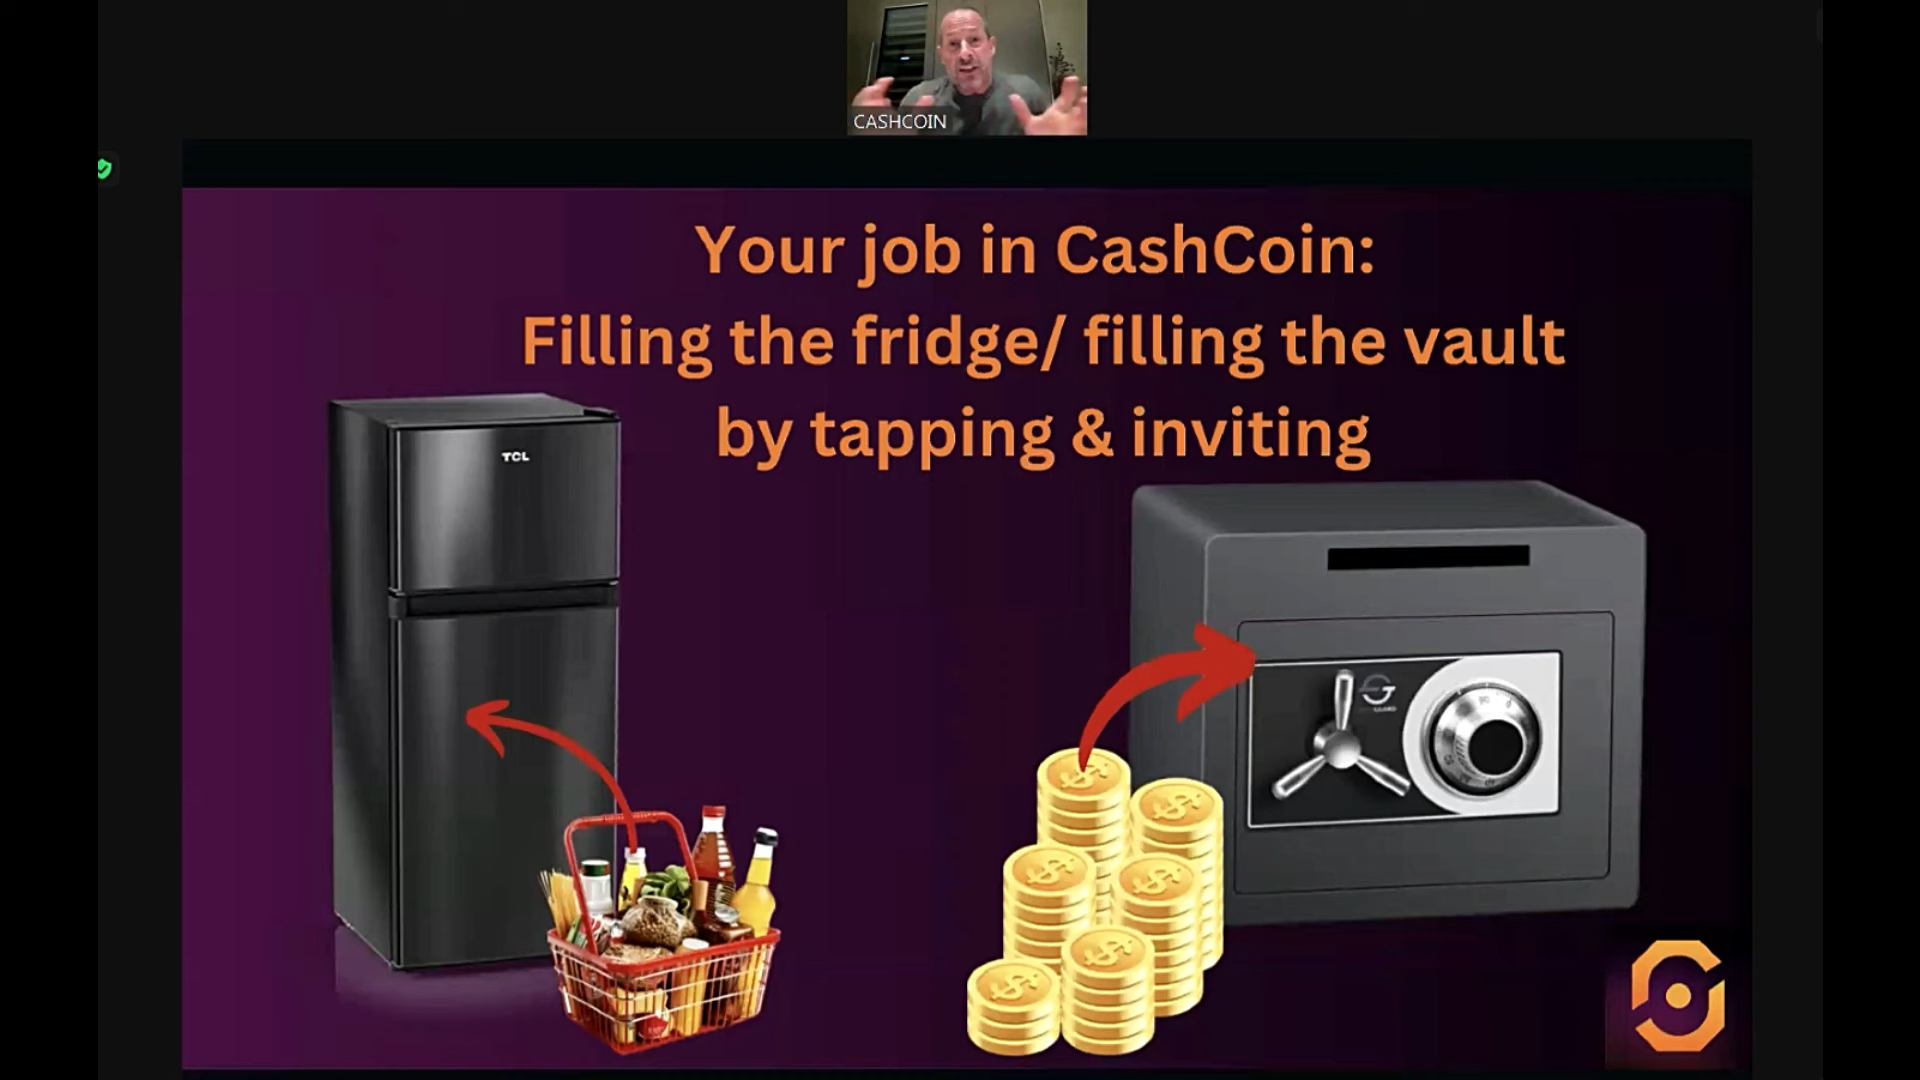 CASHCOIN
Your job in CashCoin:
Filling the fridge/ filling the vault
by tapping & inviting
TCL